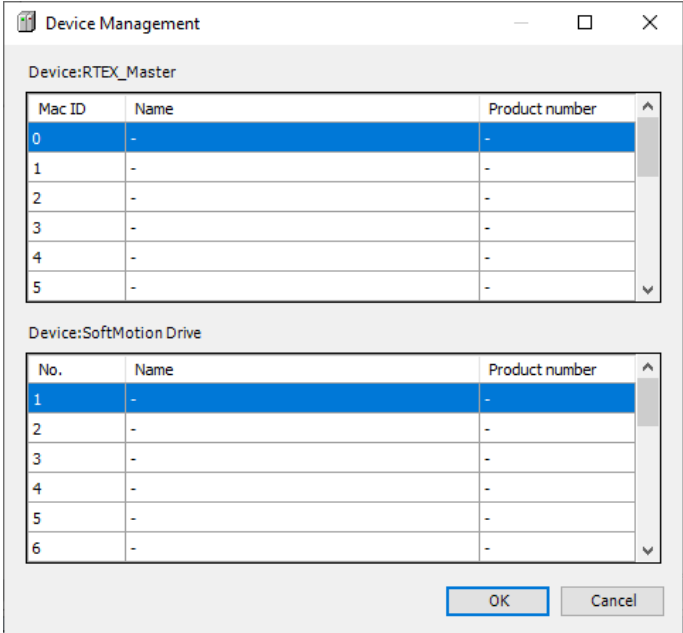 Device Management
Device:RTEX_Master
Mac ID Name Product number
0 - -
1 - -
2 - -
3 - -
4 - -
5 - -
Device:SoftMotion Drive
No. Name Product number
1 - -
2 - -
3 - -
4 - -
5 - -
6 - -
OK Cancel